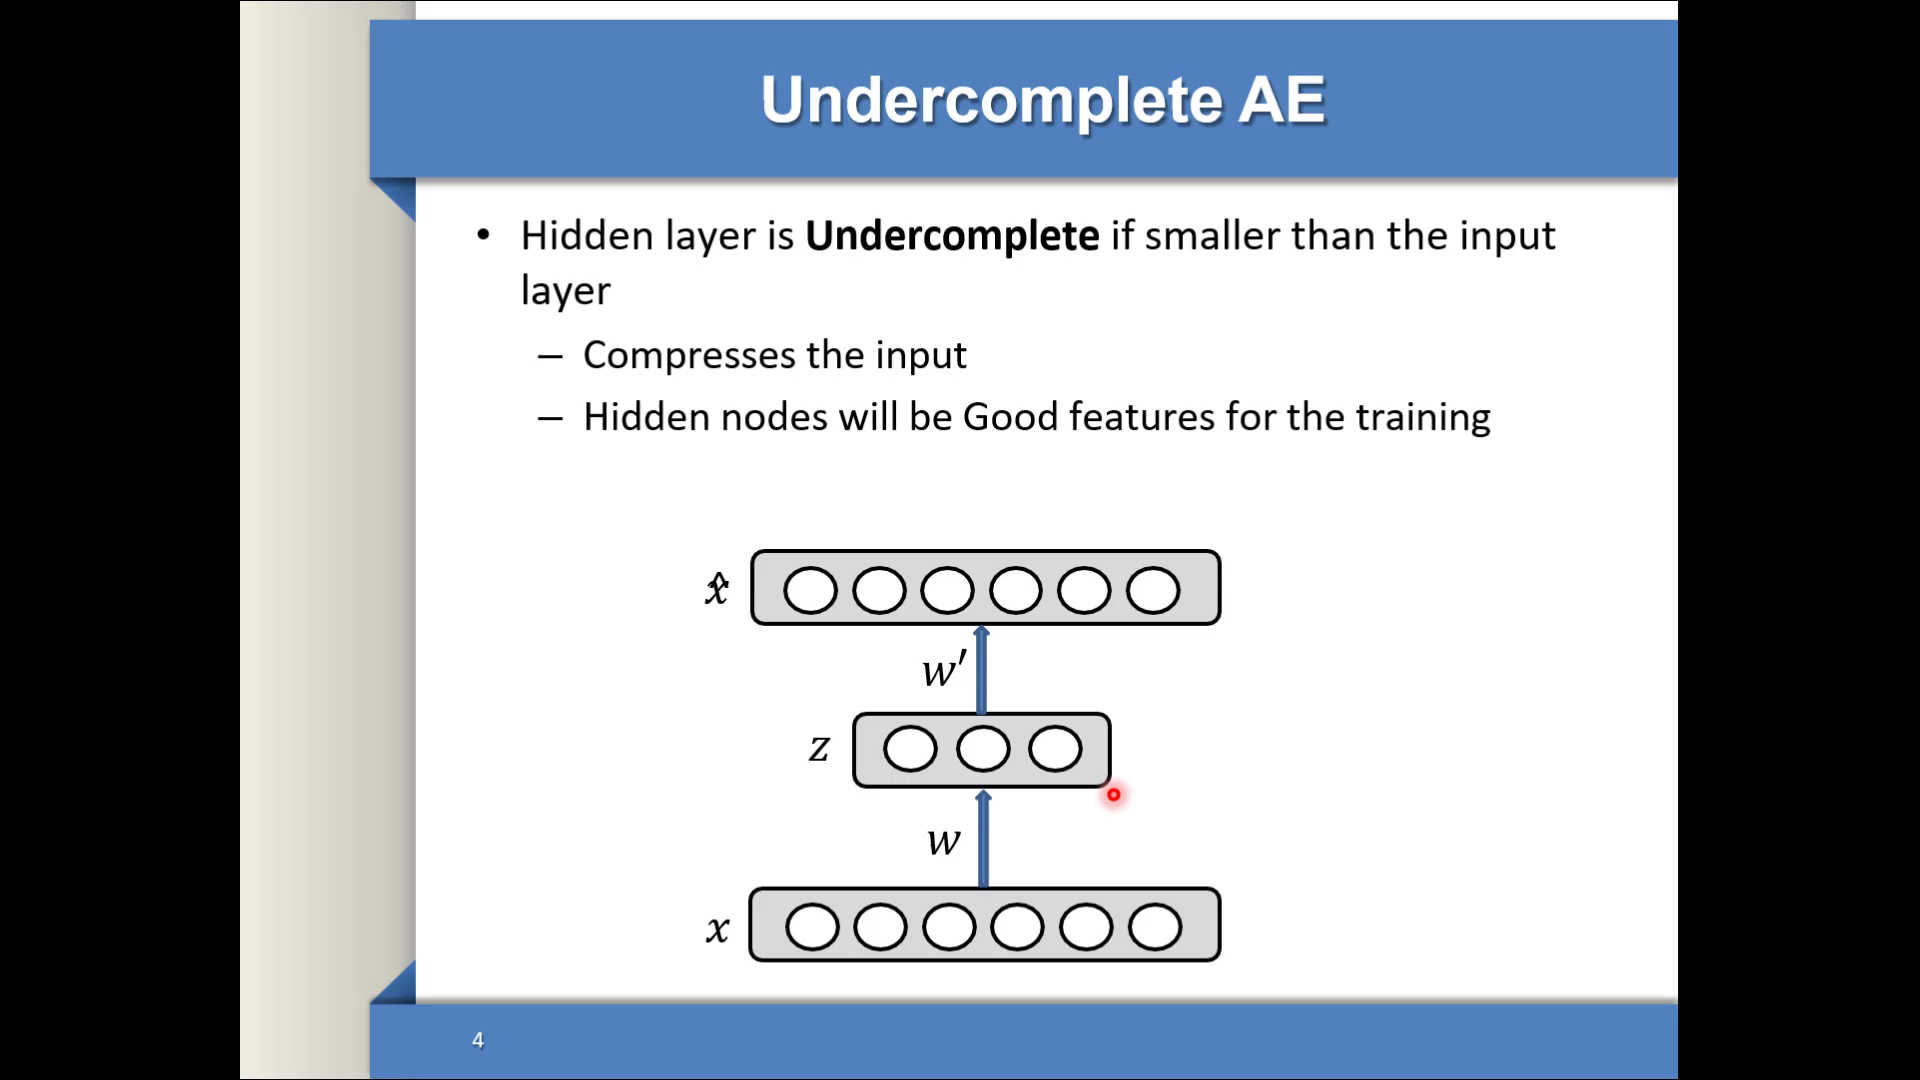 Undercomplete AE
• Hidden layer is Undercomplete if smaller than the input
layer
– Compresses the input
– Hidden nodes will be Good features for the training
x̂
w′
z
w
x
4